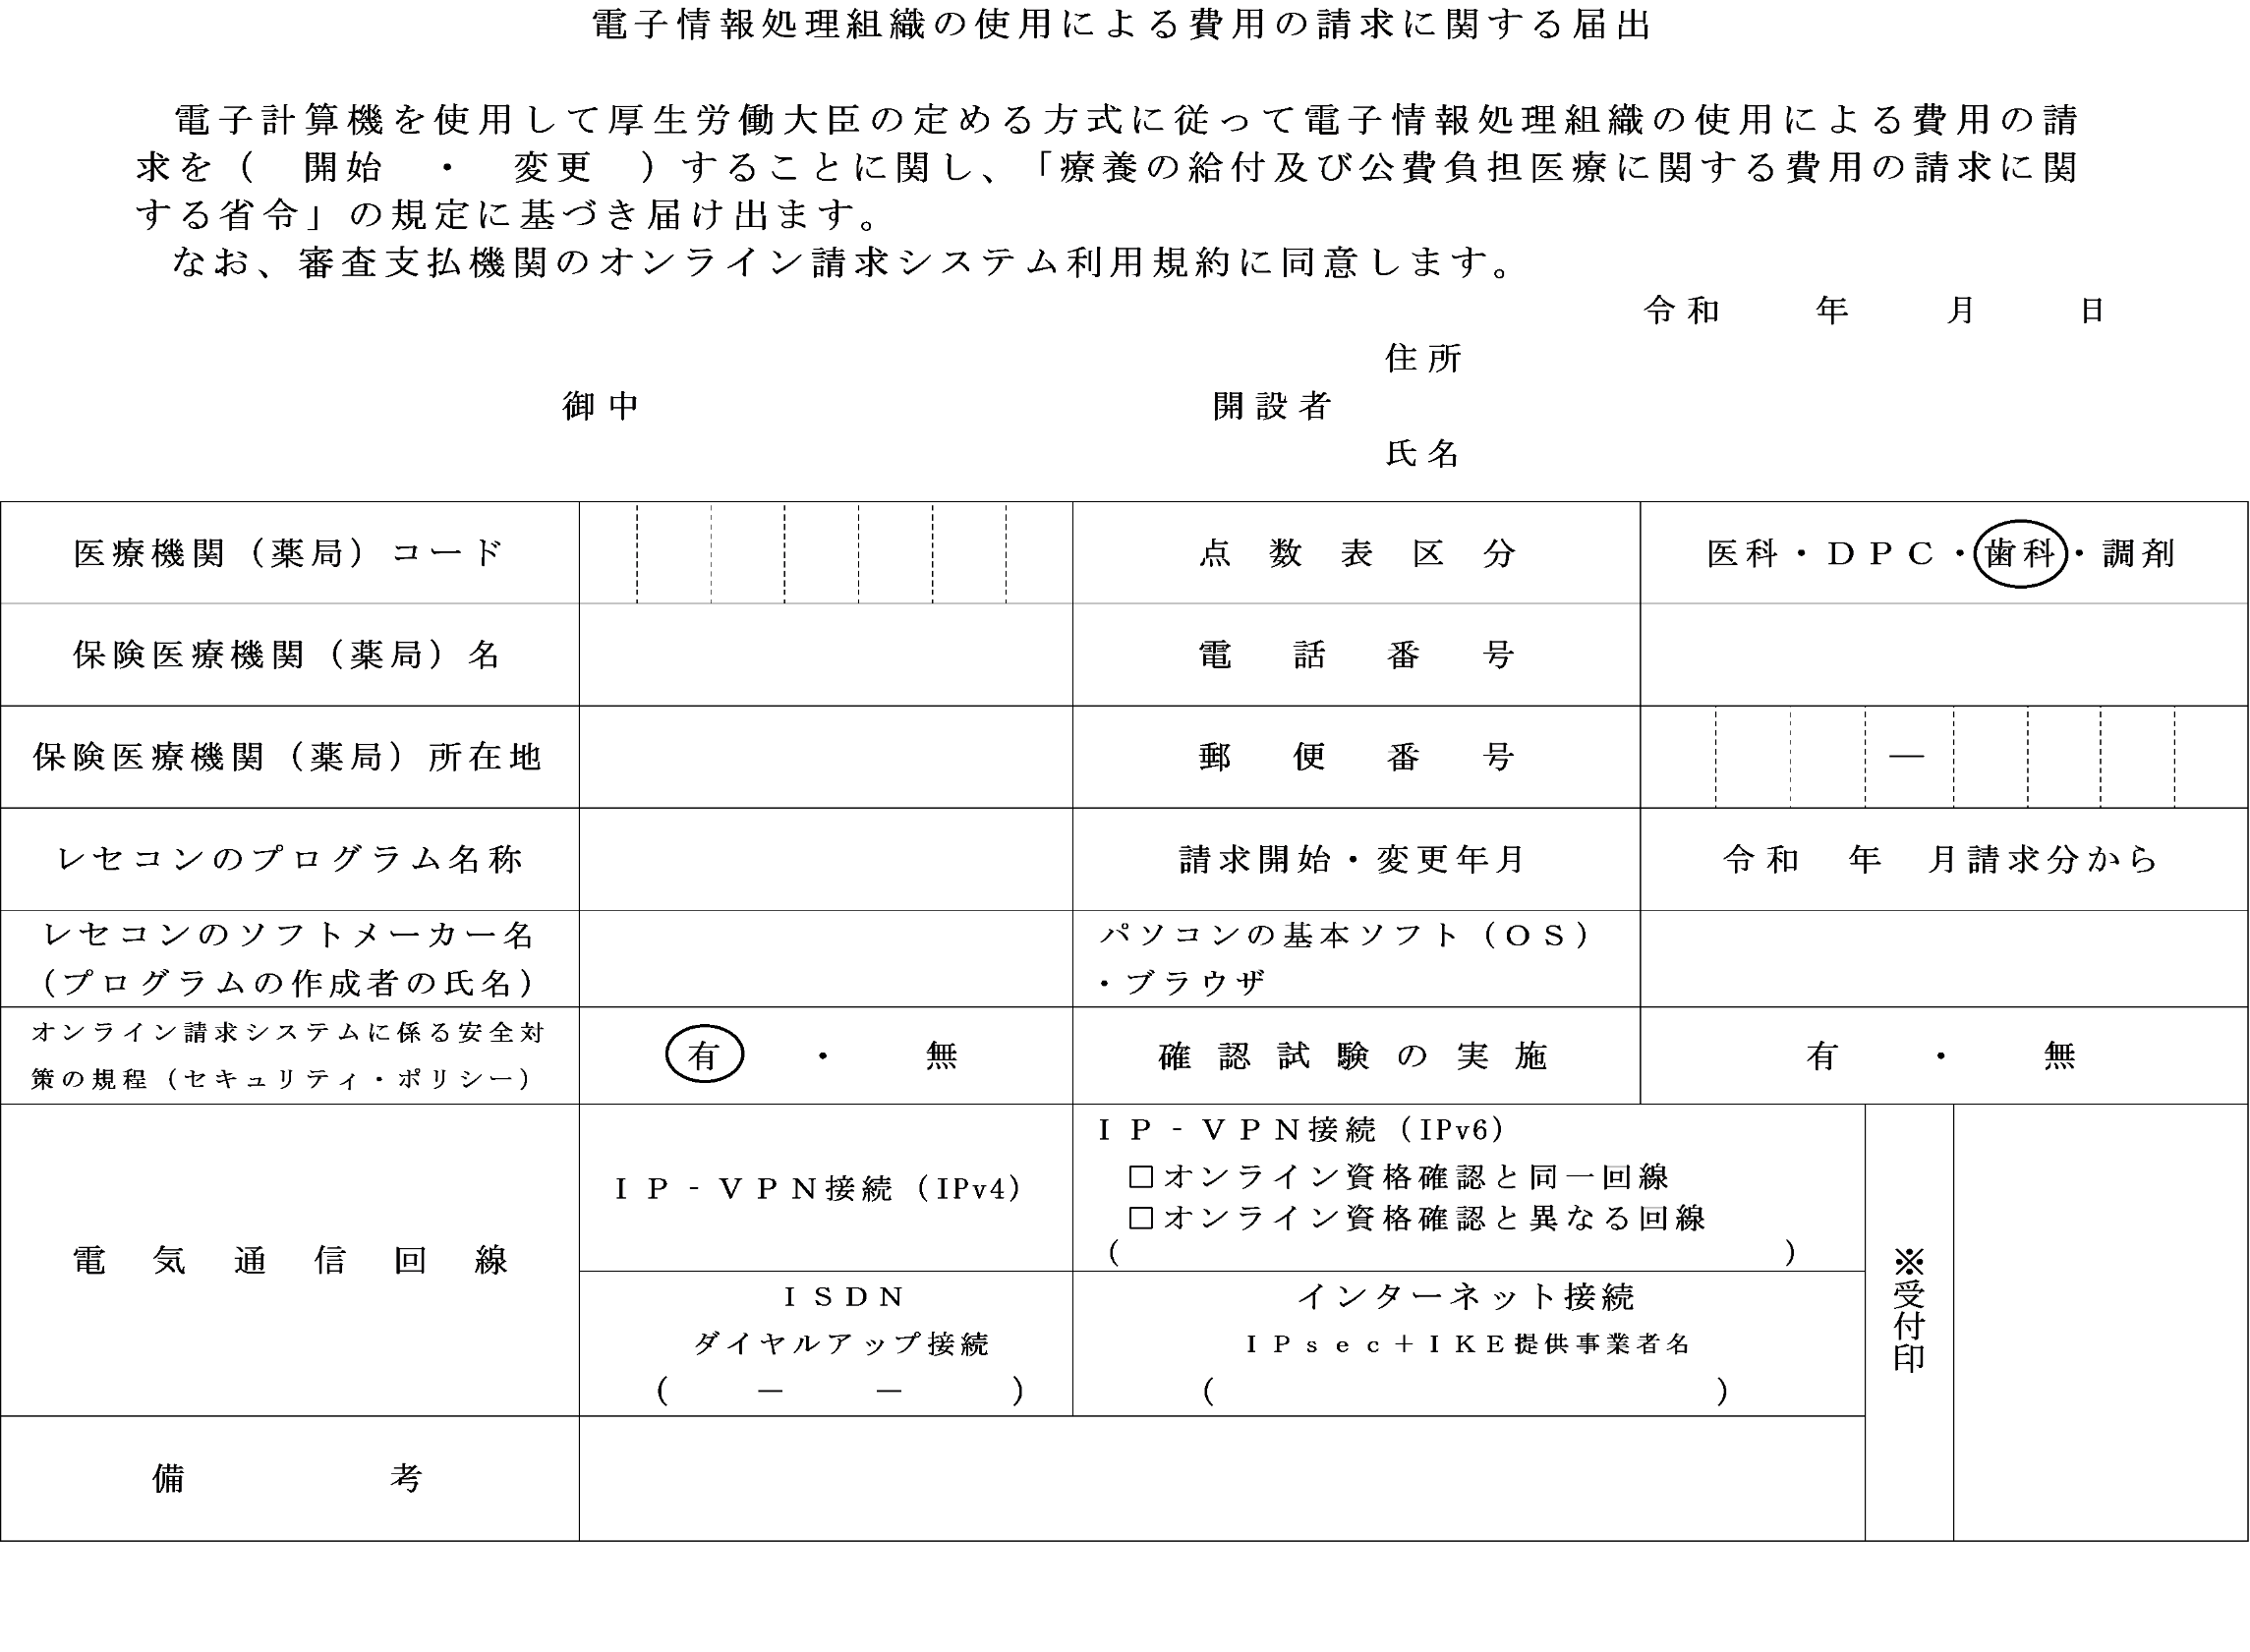 電子情報処理組織の使用による費用の請求に関する届出
電子計算機を使用して厚生労働大臣の定める方式に従って電子情報処理組織の使用による費用の請
求を（　開始　・　変更　）することに関し、「療養の給付及び公費負担医療に関する費用の請求に関
する省令」の規定に基づき届け出ます。
なお、審査支払機関のオンライン請求システム利用規約に同意します。
令和　　年　　月　　日
住所
御中　　開設者
氏名
医療機関（薬局）コード
点数表区分
医科・ＤＰＣ・歯科・調剤
保険医療機関（薬局）名
電話番号
保険医療機関（薬局）所在地
郵便番号
―
レセコンのプログラム名称
請求開始・変更年月
令和　年　月請求分から
レセコンのソフトメーカー名
（プログラムの作成者の氏名）
パソコンの基本ソフト（ＯＳ）
・ブラウザ
オンライン請求システムに係る安全対
策の規程（セキュリティ・ポリシー）
有　・　無
確認試験の実施
有　・　無
電気通信回線
ＩＰ‐ＶＰＮ接続（IPv4）
ＩＰ‐ＶＰＮ接続（IPv6）
□オンライン資格確認と同一回線
□オンライン資格確認と異なる回線
（　　　　　　　　）
ＩＳＤＮ
ダイヤルアップ接続
（　　－　　－　　）
インターネット接続
ＩＰｓｅｃ＋ＩＫＥ提供事業者名
（　　　　　　　　）
※受付印
備考